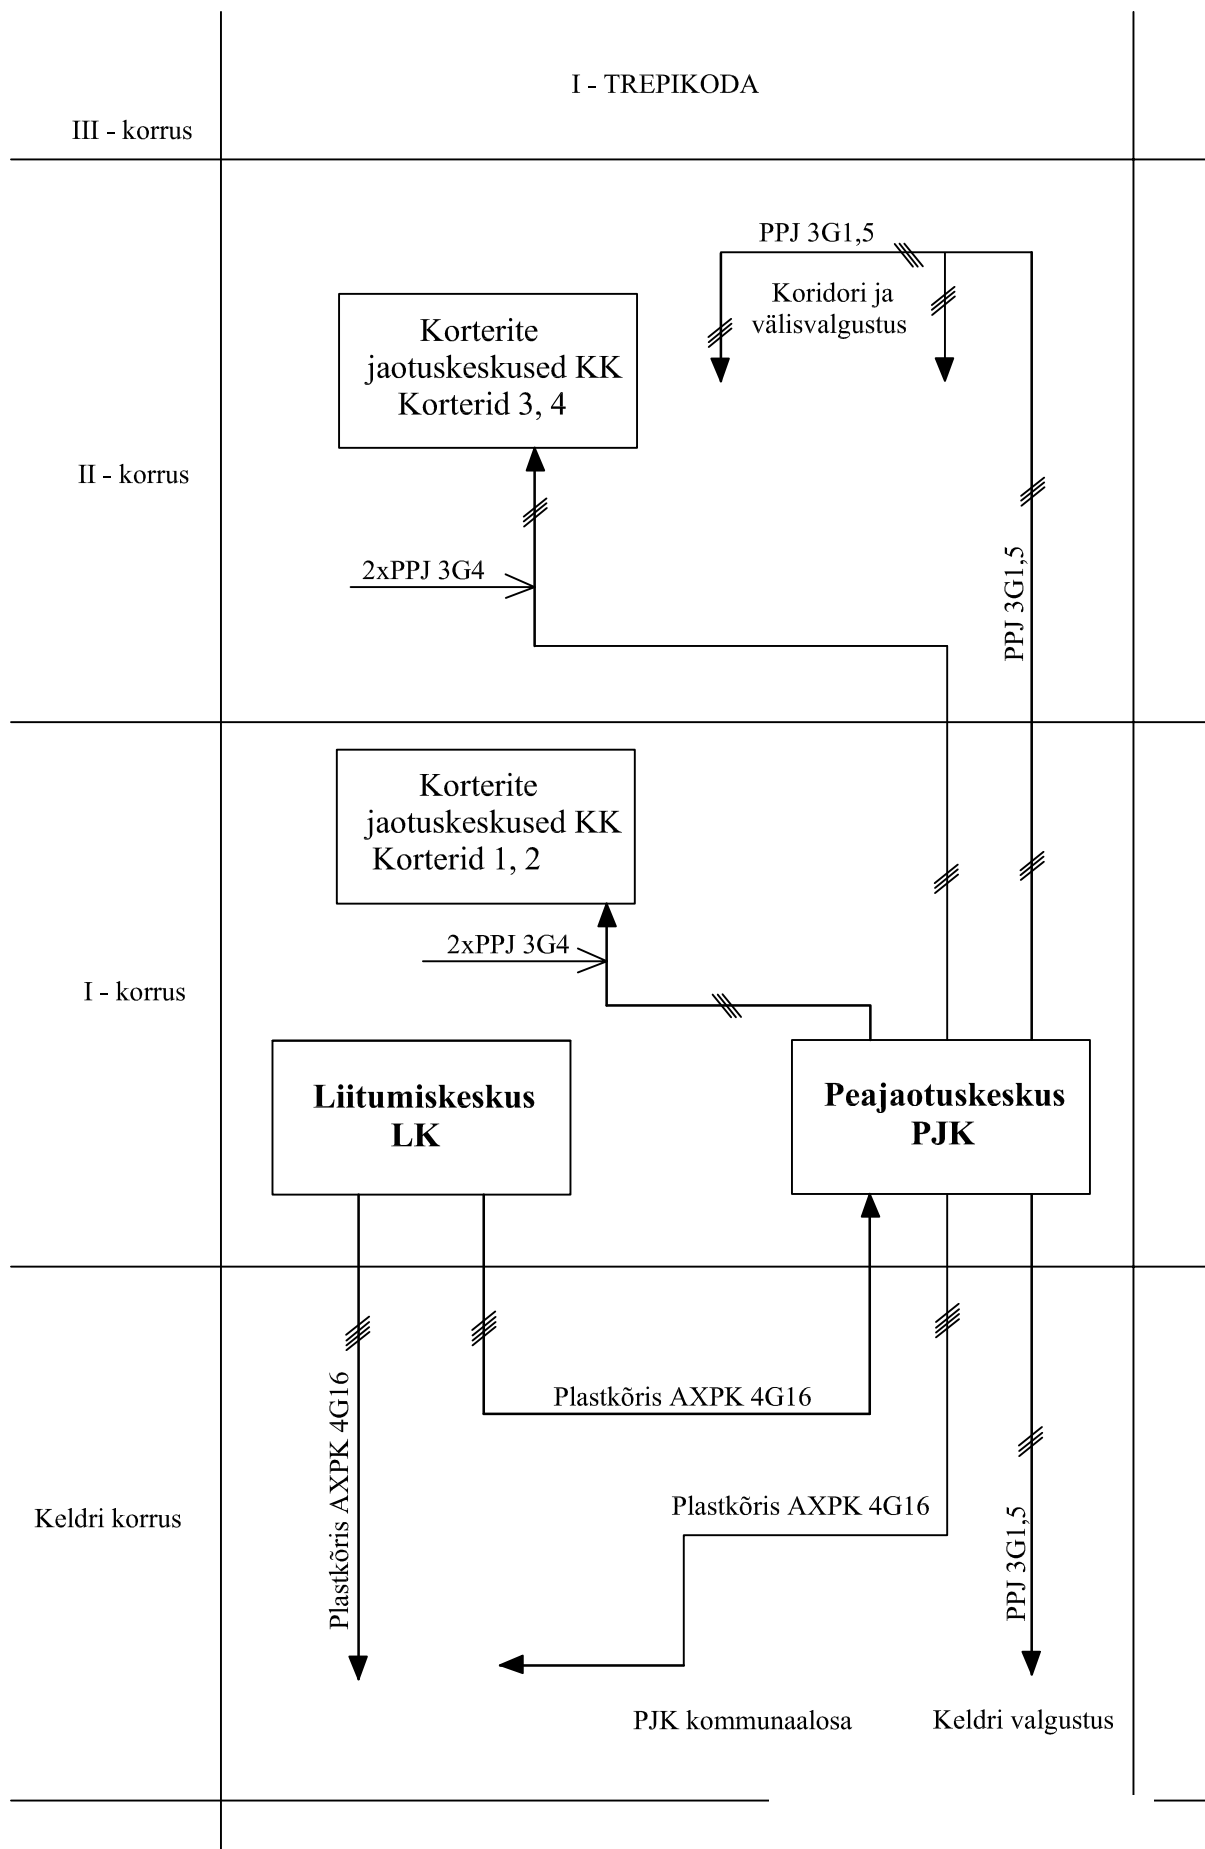 I - TREPIKODA
III - korrus
PPJ 3G1,5
Koridori ja
välisvalgustus
Korterite
jaotuskeskused KK
Korterid 3, 4
II - korrus
2xPPJ 3G4
PPJ 3G1,5
Korterite
jaotuskeskused KK
Korterid 1, 2
2xPPJ 3G4
I - korrus
Liitumiskeskus
LK
Peajaotuskeskus
PJK
Plastkõris AXPK 4G16
Plastkõris AXPK 4G16
Plastkõris AXPK 4G16
Keldri korrus
PPJ 3G1,5
PJK kommunaalosa
Keldri valgustus